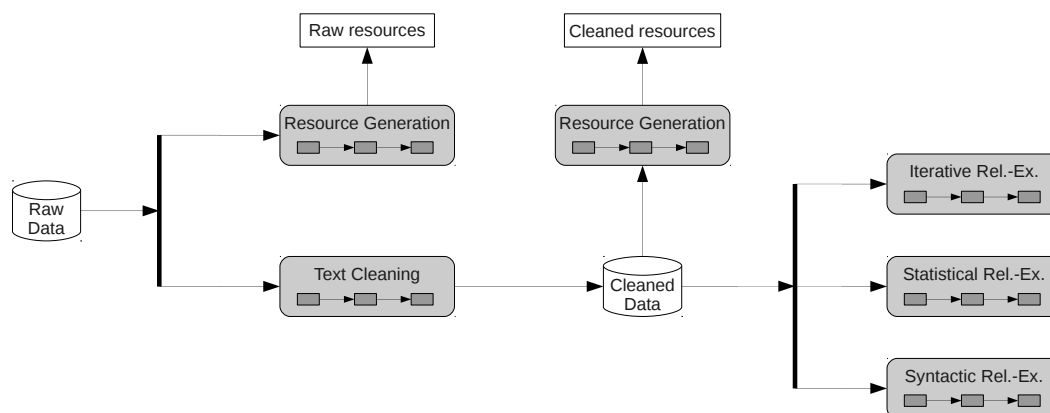 Raw resources
Cleaned resources
Resource Generation
Resource Generation
Iterative Rel.-Ex.
Raw
Data
Text Cleaning
Cleaned
Data
Statistical Rel.-Ex.
Syntactic Rel.-Ex.